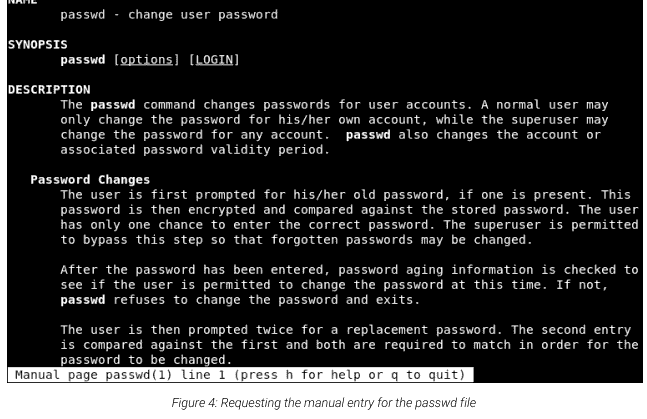 NAME
passwd - change user password
SYNOPSIS
passwd [options] [LOGIN]
DESCRIPTION
The passwd command changes passwords for user accounts. A normal user may
only change the password for his/her own account, while the superuser may
change the password for any account. passwd also changes the account or
associated password validity period.
Password Changes
The user is first prompted for his/her old password, if one is present. This
password is then encrypted and compared against the stored password. The user
has only one chance to enter the correct password. The superuser is permitted
to bypass this step so that forgotten passwords may be changed.
After the password has been entered, password aging information is checked to
see if the user is permitted to change the password at this time. If not,
passwd refuses to change the password and exits.
The user is then prompted twice for a replacement password. The second entry
is compared against the first and both are required to match in order for the
password to be changed.
Manual page passwd(1) line 1 (press h for help or q to quit)
Figure 4: Requesting the manual entry for the passwd file